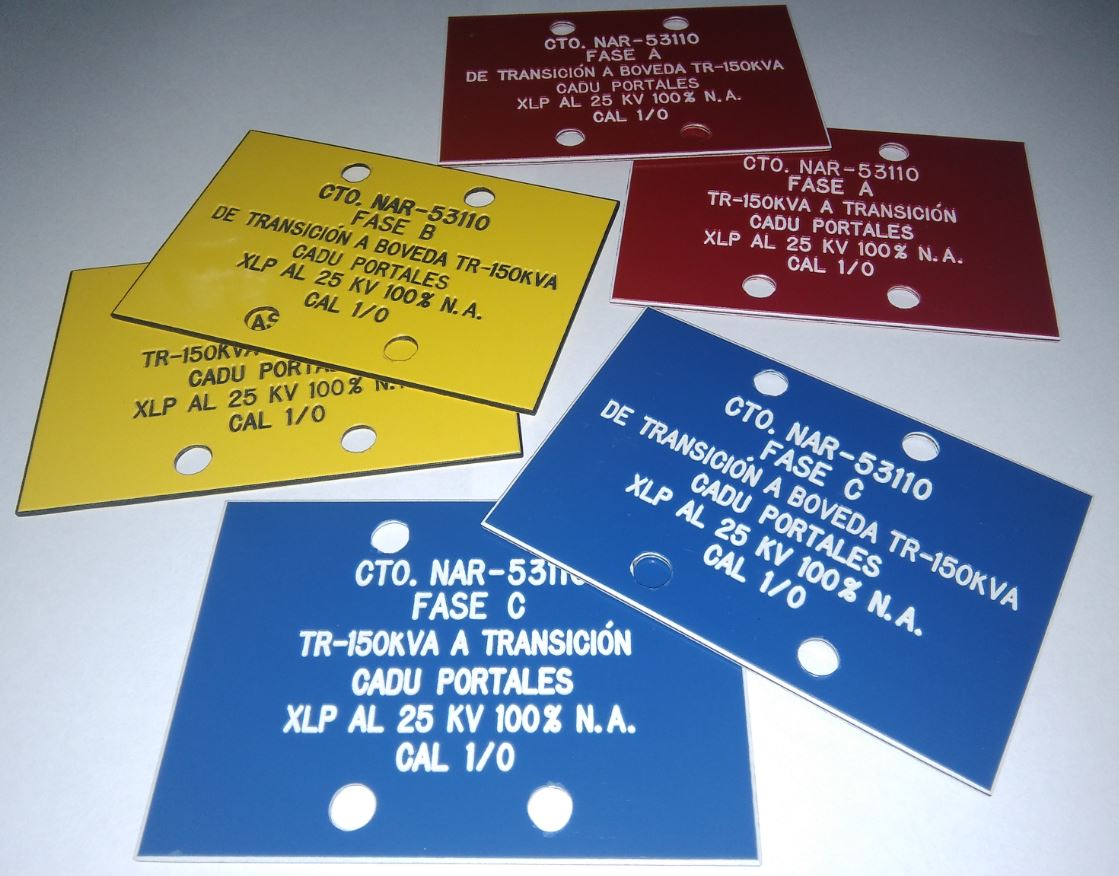 CTO. NAR-53110
FASE A
DE TRANSICIÓN A BOVEDA TR-150KVA
CADU PORTALES
XLP AL 25 KV 100% N.A.
CAL 1/0
CTO. NAR-53110
FASE A
TR-150KVA A TRANSICIÓN
CADU PORTALES
XLP AL 25 KV 100% N.A.
CAL 1/0
CTO. NAR-53110
FASE B
DE TRANSICIÓN A BOVEDA TR-150KVA
CADU PORTALES
XLP AL 25 KV 100% N.A.
CAL 1/0
TR-150KVA
CADU
XLP AL 25 KV 100%
CAL 1/0
CTO. NAR-53110
FASE C
DE TRANSICIÓN A BOVEDA TR-150KVA
CADU PORTALES
XLP AL 25 KV 100% N.A.
CAL 1/0
CTO. NAR-53110
FASE C
TR-150KVA A TRANSICIÓN
CADU PORTALES
XLP AL 25 KV 100% N.A.
CAL 1/0